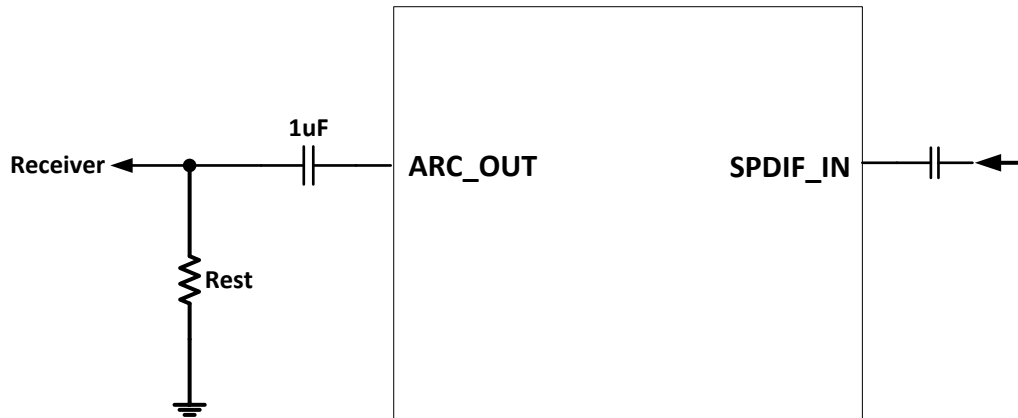 1uF
Receiver
ARC_OUT
SPDIF_IN
Rest